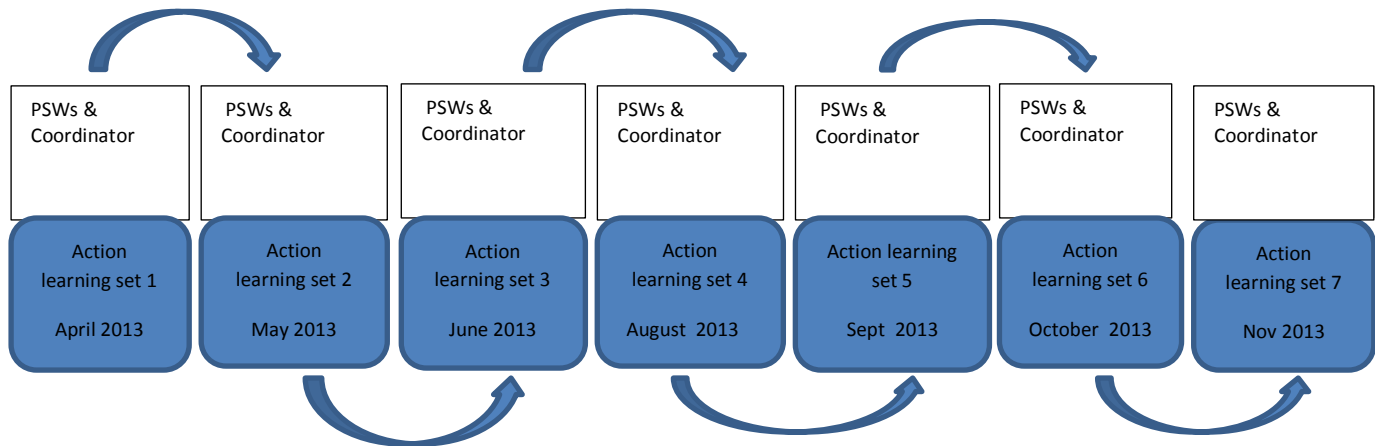 PSWs &
Coordinator
PSWs &
Coordinator
PSWs &
Coordinator
PSWs &
Coordinator
PSWs &
Coordinator
PSWs &
Coordinator
PSWs &
Coordinator
Action
learning set 1
April 2013
Action
learning set 2
May 2013
Action
learning set 3
June 2013
Action
learning set 4
August 2013
Action learning
set 5
Sept 2013
Action
learning set 6
October 2013
Action
learning set 7
Nov 2013